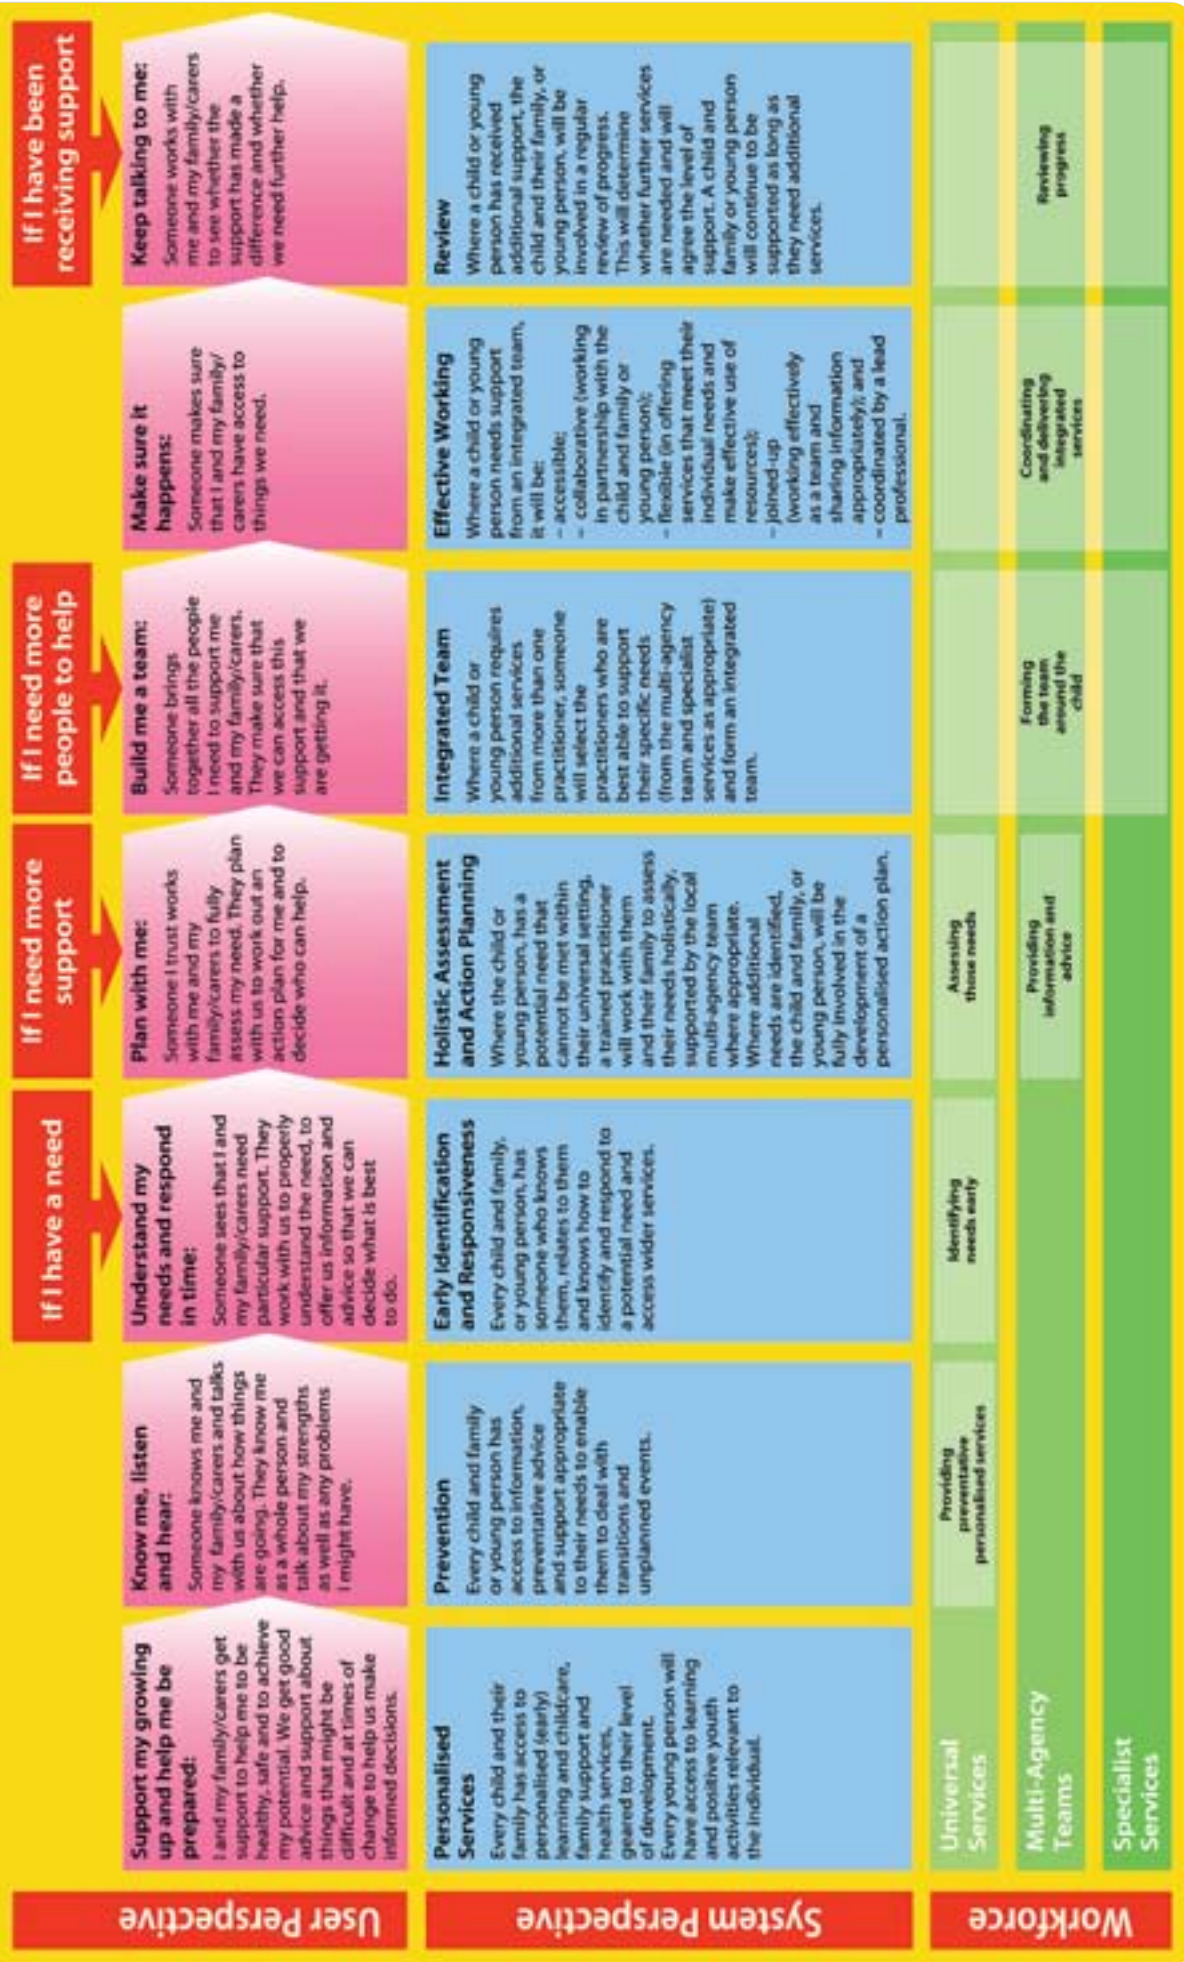 If I have a need
If I need more
support
If I need more
people to help
If I have been
receiving support
User Perspective
Support my growing
up and help me be
prepared:
I and my family/carers get
support to help me to be
healthy, safe and to achieve
my potential. We get good
advice and support about
things that might be
difficult and at times of
change to help us make
informed decisions.
Know me, listen
and hear:
Someone knows me and
my family/carers and talks
with us about how things
are going. They know me
as a whole person and
talk about my strengths
as well as any problems
I might have.
Understand my
needs and respond
in time:
Someone sees that I and
my family/carers need
particular support. They
work with us to properly
understand the need, to
offer us information and
advice so that we can
decide what is best
to do.
Plan with me:
Someone I trust works
with me and my
family/carers to fully
assess my need. They plan
with us to work out an
action plan for me and to
decide who can help.
Build me a team:
Someone brings
together all the people
I need to support me
and my family/carers.
They make sure that
we can access this
support and that we
are getting it.
Make sure it
happens:
Someone makes sure
that I and my family/
carers have access to
things we need.
Keep talking to me:
Someone works with
me and my family/carers
to see whether the
support has made a
difference and whether
we need further help.
System Perspective
Personalised
Services
Every child and their
family has access to
personalised (early)
learning and childcare,
family support and
health services,
geared to their level
of development.
Every young person will
have access to learning
and positive youth
activities relevant to
the individual.
Prevention
Every child and family
or young person has
access to information,
preventative advice
and support appropriate
to their needs to enable
them to deal with
transitions and
unplanned events.
Early Identification
and Responsiveness
Every child and family,
or young person, has
someone who knows
them, relates to them
and knows how to
identify and respond to
a potential need and
access wider services.
Holistic Assessment
and Action Planning
Where the child or
young person, has a
potential need that
cannot be met within
their universal setting,
a trained practitioner
will work with them
and their family to assess
their needs holistically,
supported by the local
multi-agency team
where appropriate.
Where additional
needs are identified,
the child and family, or
young person, will be
fully involved in the
development of a
personalised action plan.
Integrated Team
Where a child or
young person requires
additional services
from more than one
practitioner, someone
will select the
practitioners who are
best able to support
their specific needs
(from the multi-agency
team and specialist
services as appropriate)
and form an integrated
team.
Effective Working
Where a child or young
person needs support
from an integrated team,
it will be:
– accessible;
– collaborative (working
in partnership with the
child and family or
young person);
– flexible (in offering
services that meet their
individual needs and
make effective use of
resources);
– joined-up
(working effectively
as a team and
sharing information
appropriately); and
– coordinated by a lead
professional.
Review
Where a child or young
person has received
additional support, the
child and their family, or
young person, will be
involved in a regular
review of progress.
This will determine
whether further services
are needed and will
agree the level of
support. A child and
family or young person
will continue to be
supported as long as
they need additional
services.
Workforce
Universal
Services
Providing
preventative
personalised services
Identifying
needs early
Assessing
those needs
Multi-Agency
Teams
Providing
information and
advice
Forming
the team
around the
child
Coordinating
and delivering
integrated
services
Reviewing
progress
Specialist
Services